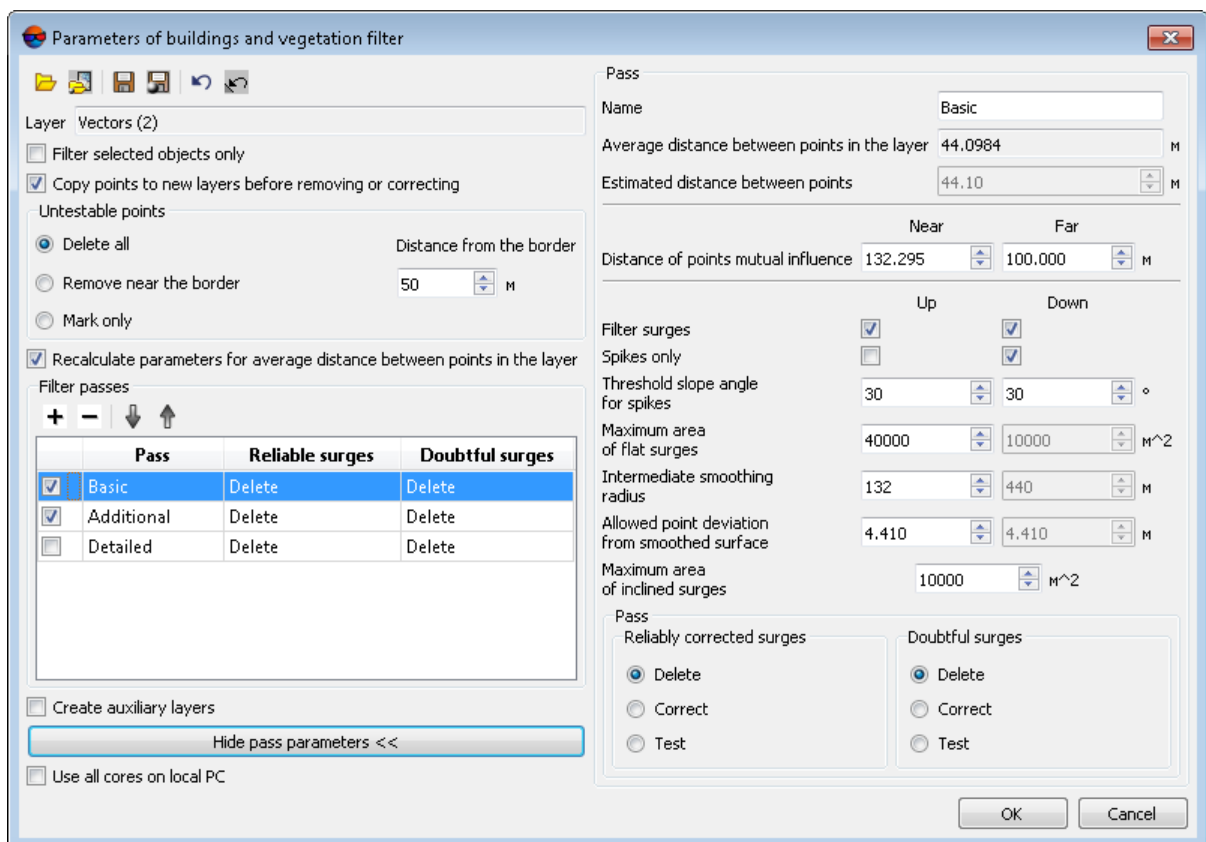 Parameters of buildings and vegetation filter
Layer Vectors (2)
Filter selected objects only
Copy points to new layers before removing or correcting
Untestable points
Delete all Distance from the border
Remove near the border 50 м
Mark only
Recalculate parameters for average distance between points in the layer
Filter passes
Pass Reliable surges Doubtful surges
Basic Delete Delete
Additional Delete Delete
Detailed Delete Delete
Create auxiliary layers
Hide pass parameters <<
Use all cores on local PC
Pass
Name Basic
Average distance between points in the layer 44.0984 м
Estimated distance between points 44.10 м
Near Far
Distance of points mutual influence 132.295 100.000 м
Up Down
Filter surges
Spikes only
Threshold slope angle
for spikes 30 30 °
Maximum area
of flat surges 40000 10000 м^2
Intermediate smoothing
radius 132 440 м
Allowed point deviation
from smoothed surface 4.410 4.410 м
Maximum area
of inclined surges 10000 м^2
Pass
Reliably corrected surges Doubtful surges
Delete Delete
Correct Correct
Test Test
OK Cancel